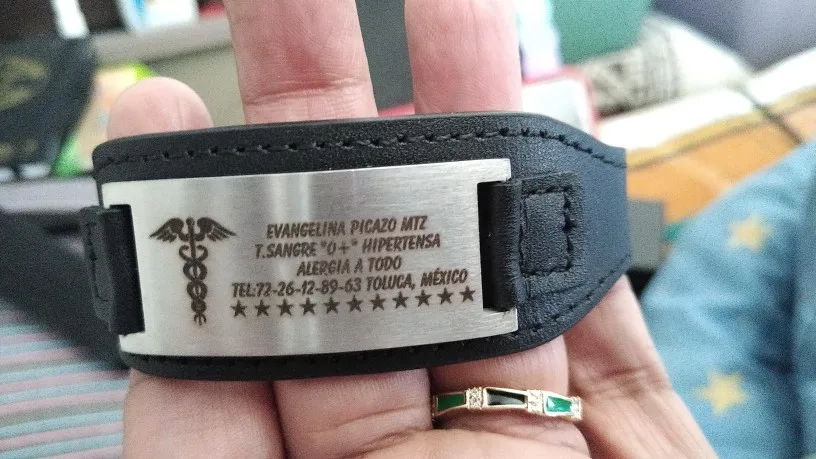 EVANGELINA PICAZO MTZ
T.SANGRE "O+" HIPERTENSA
ALERGIA A TODO
TEL:72-26-12-89-63 TOLUCA, MÉXICO
★★★★★★★★★★★